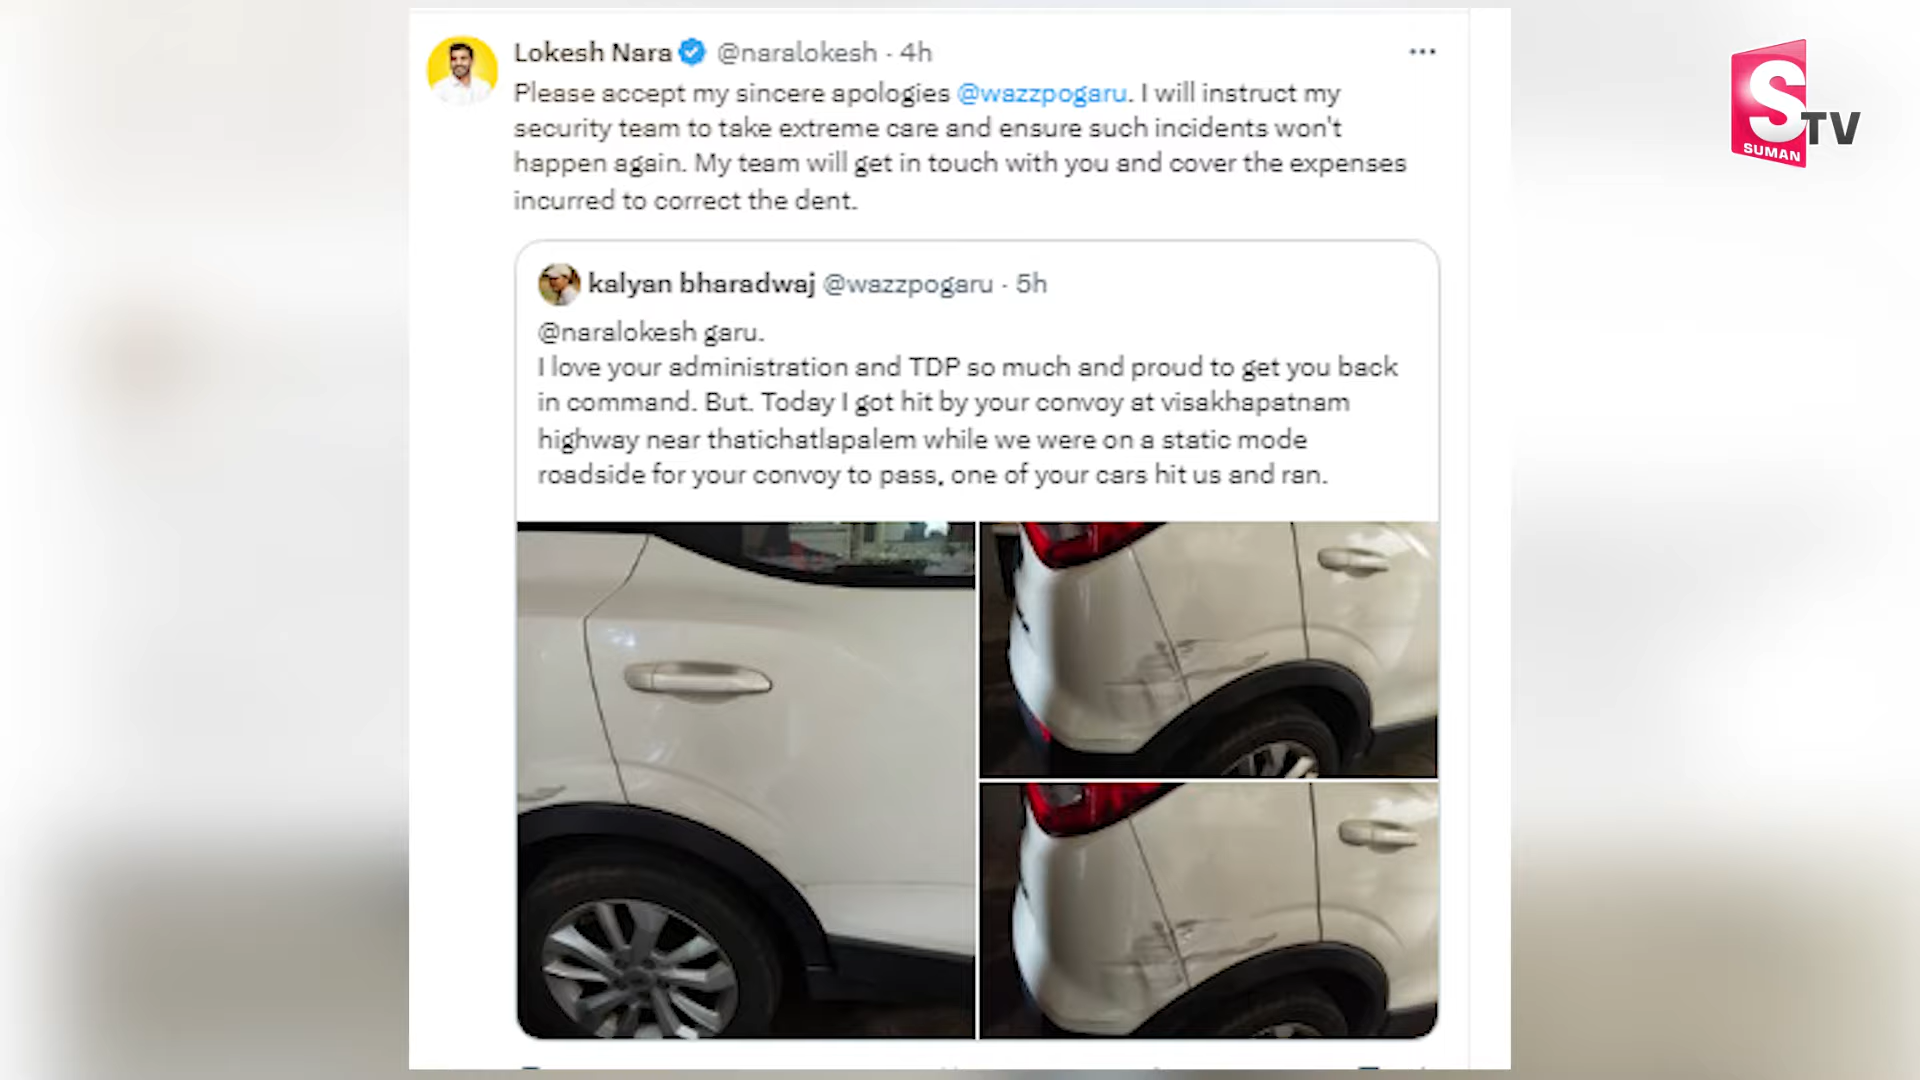 Lokesh Nara @naralokesh · 4h
Please accept my sincere apologies @wazzpogaru. I will instruct my
security team to take extreme care and ensure such incidents won't
happen again. My team will get in touch with you and cover the expenses
incurred to correct the dent.
kalyan bharadwaj @wazzpogaru · 5h
@naralokesh garu.
I love your administration and TDP so much and proud to get you back
in command. But. Today I got hit by your convoy at visakhapatnam
highway near thatichatlapalem while we were on a static mode
roadside for your convoy to pass, one of your cars hit us and ran.
S TV
SUMAN